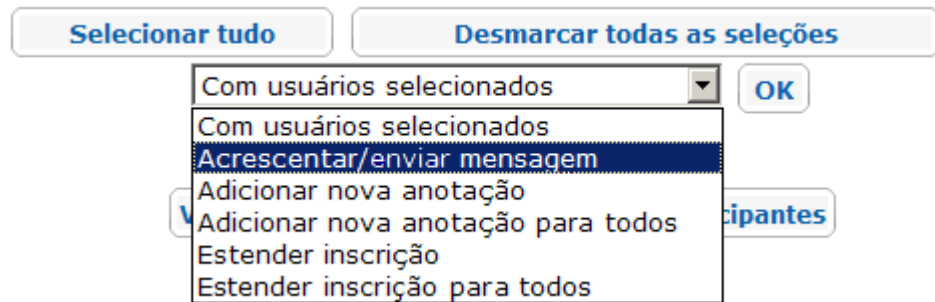 Selecionar tudo Desmarcar todas as seleções
Com usuários selecionados OK
Com usuários selecionados
Acrescentar/enviar mensagem
Adicionar nova anotação
Adicionar nova anotação para todos
Estender inscrição
Estender inscrição para todos